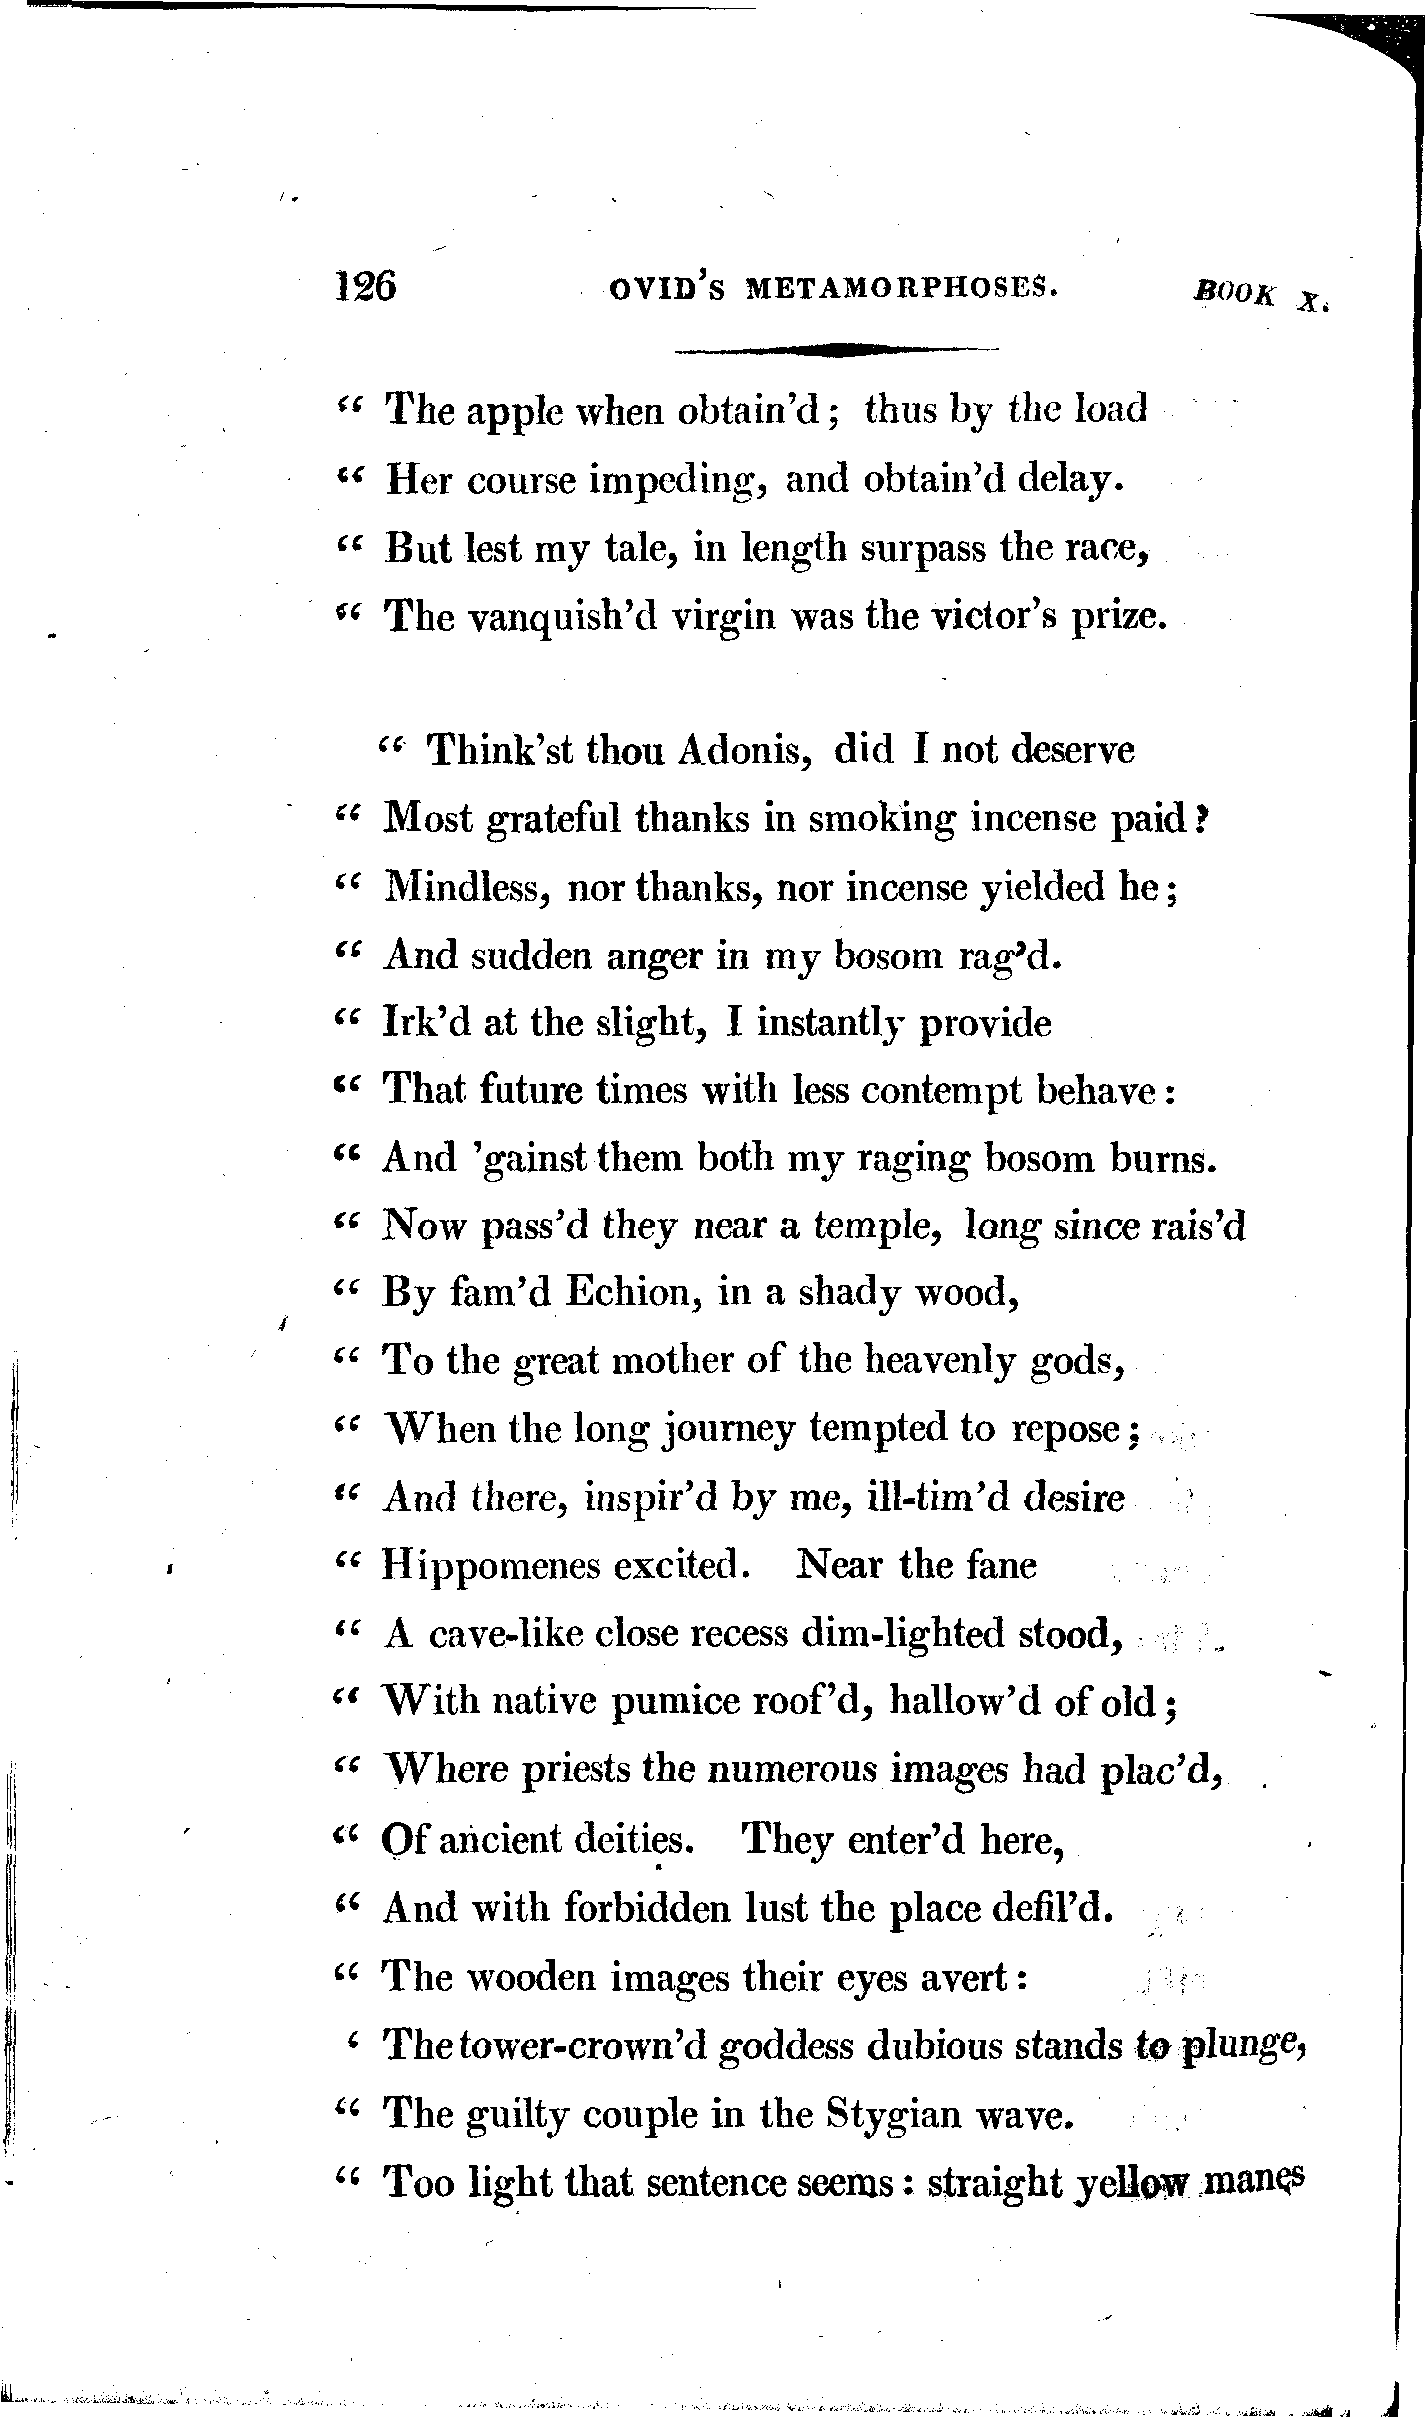 126 OVID'S METAMORPHOSES. BOOK X.
“ The apple when obtain'd; thus by the load
“ Her course impeding, and obtain'd delay.
“ But lest my tale, in length surpass the race,
“ The vanquish'd virgin was the victor's prize.
“ Think'st thou Adonis, did I not deserve
“ Most grateful thanks in smoking incense paid?
“ Mindless, nor thanks, nor incense yielded he;
“ And sudden anger in my bosom rag'd.
“ Irk'd at the slight, I instantly provide
“ That future times with less contempt behave:
“ And 'gainst them both my raging bosom burns.
“ Now pass'd they near a temple, long since rais'd
“ By fam'd Echion, in a shady wood,
“ To the great mother of the heavenly gods,
“ When the long journey tempted to repose;
“ And there, inspir'd by me, ill-tim'd desire
“ Hippomenes excited. Near the fane
“ A cave-like close recess dim-lighted stood,
“ With native pumice roof'd, hallow'd of old;
“ Where priests the numerous images had plac'd,
“ Of ancient deities. They enter'd here,
“ And with forbidden lust the place defil'd.
“ The wooden images their eyes avert:
‘ The tower-crown'd goddess dubious stands to plunge,
“ The guilty couple in the Stygian wave.
“ Too light that sentence seems: straight yellow manes